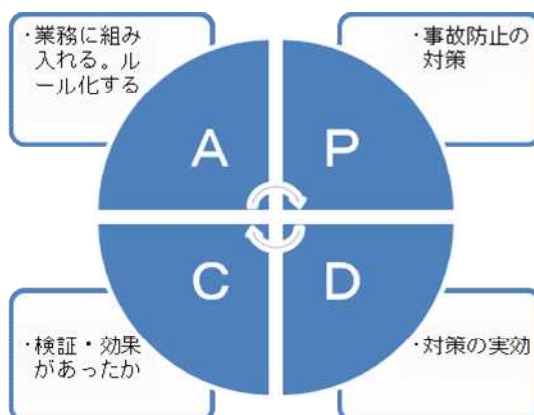 ・業務に組み
入れる。ル
ール化する
・事故防止の
対策
A
P
C
D
・検証・効果
があったか
・対策の実効